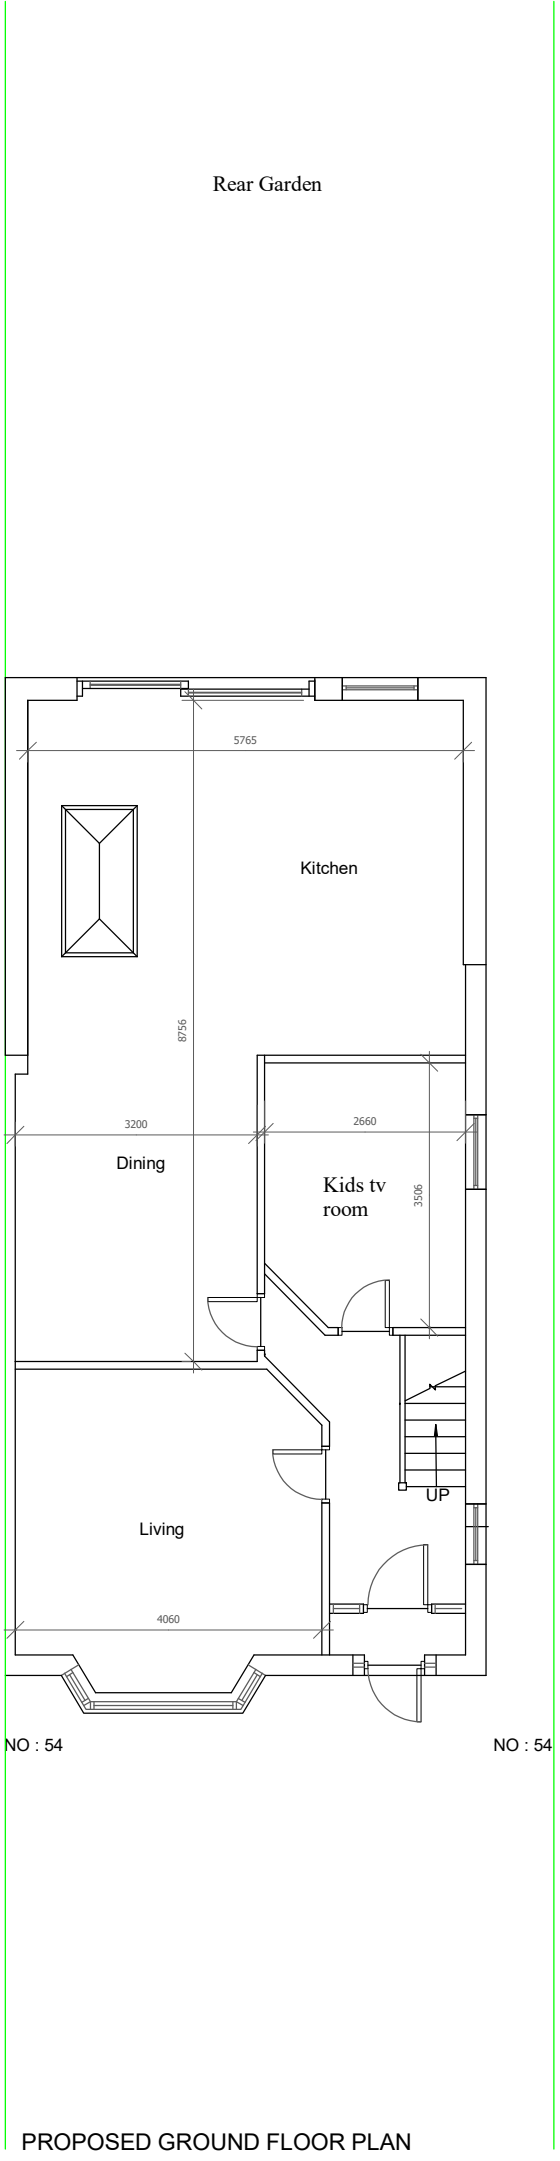 Rear Garden
5765
Kitchen
8756
3200
2660
Dining
Kids tv
room
3506
UP
Living
4060
NO : 54
NO : 54
PROPOSED GROUND FLOOR PLAN